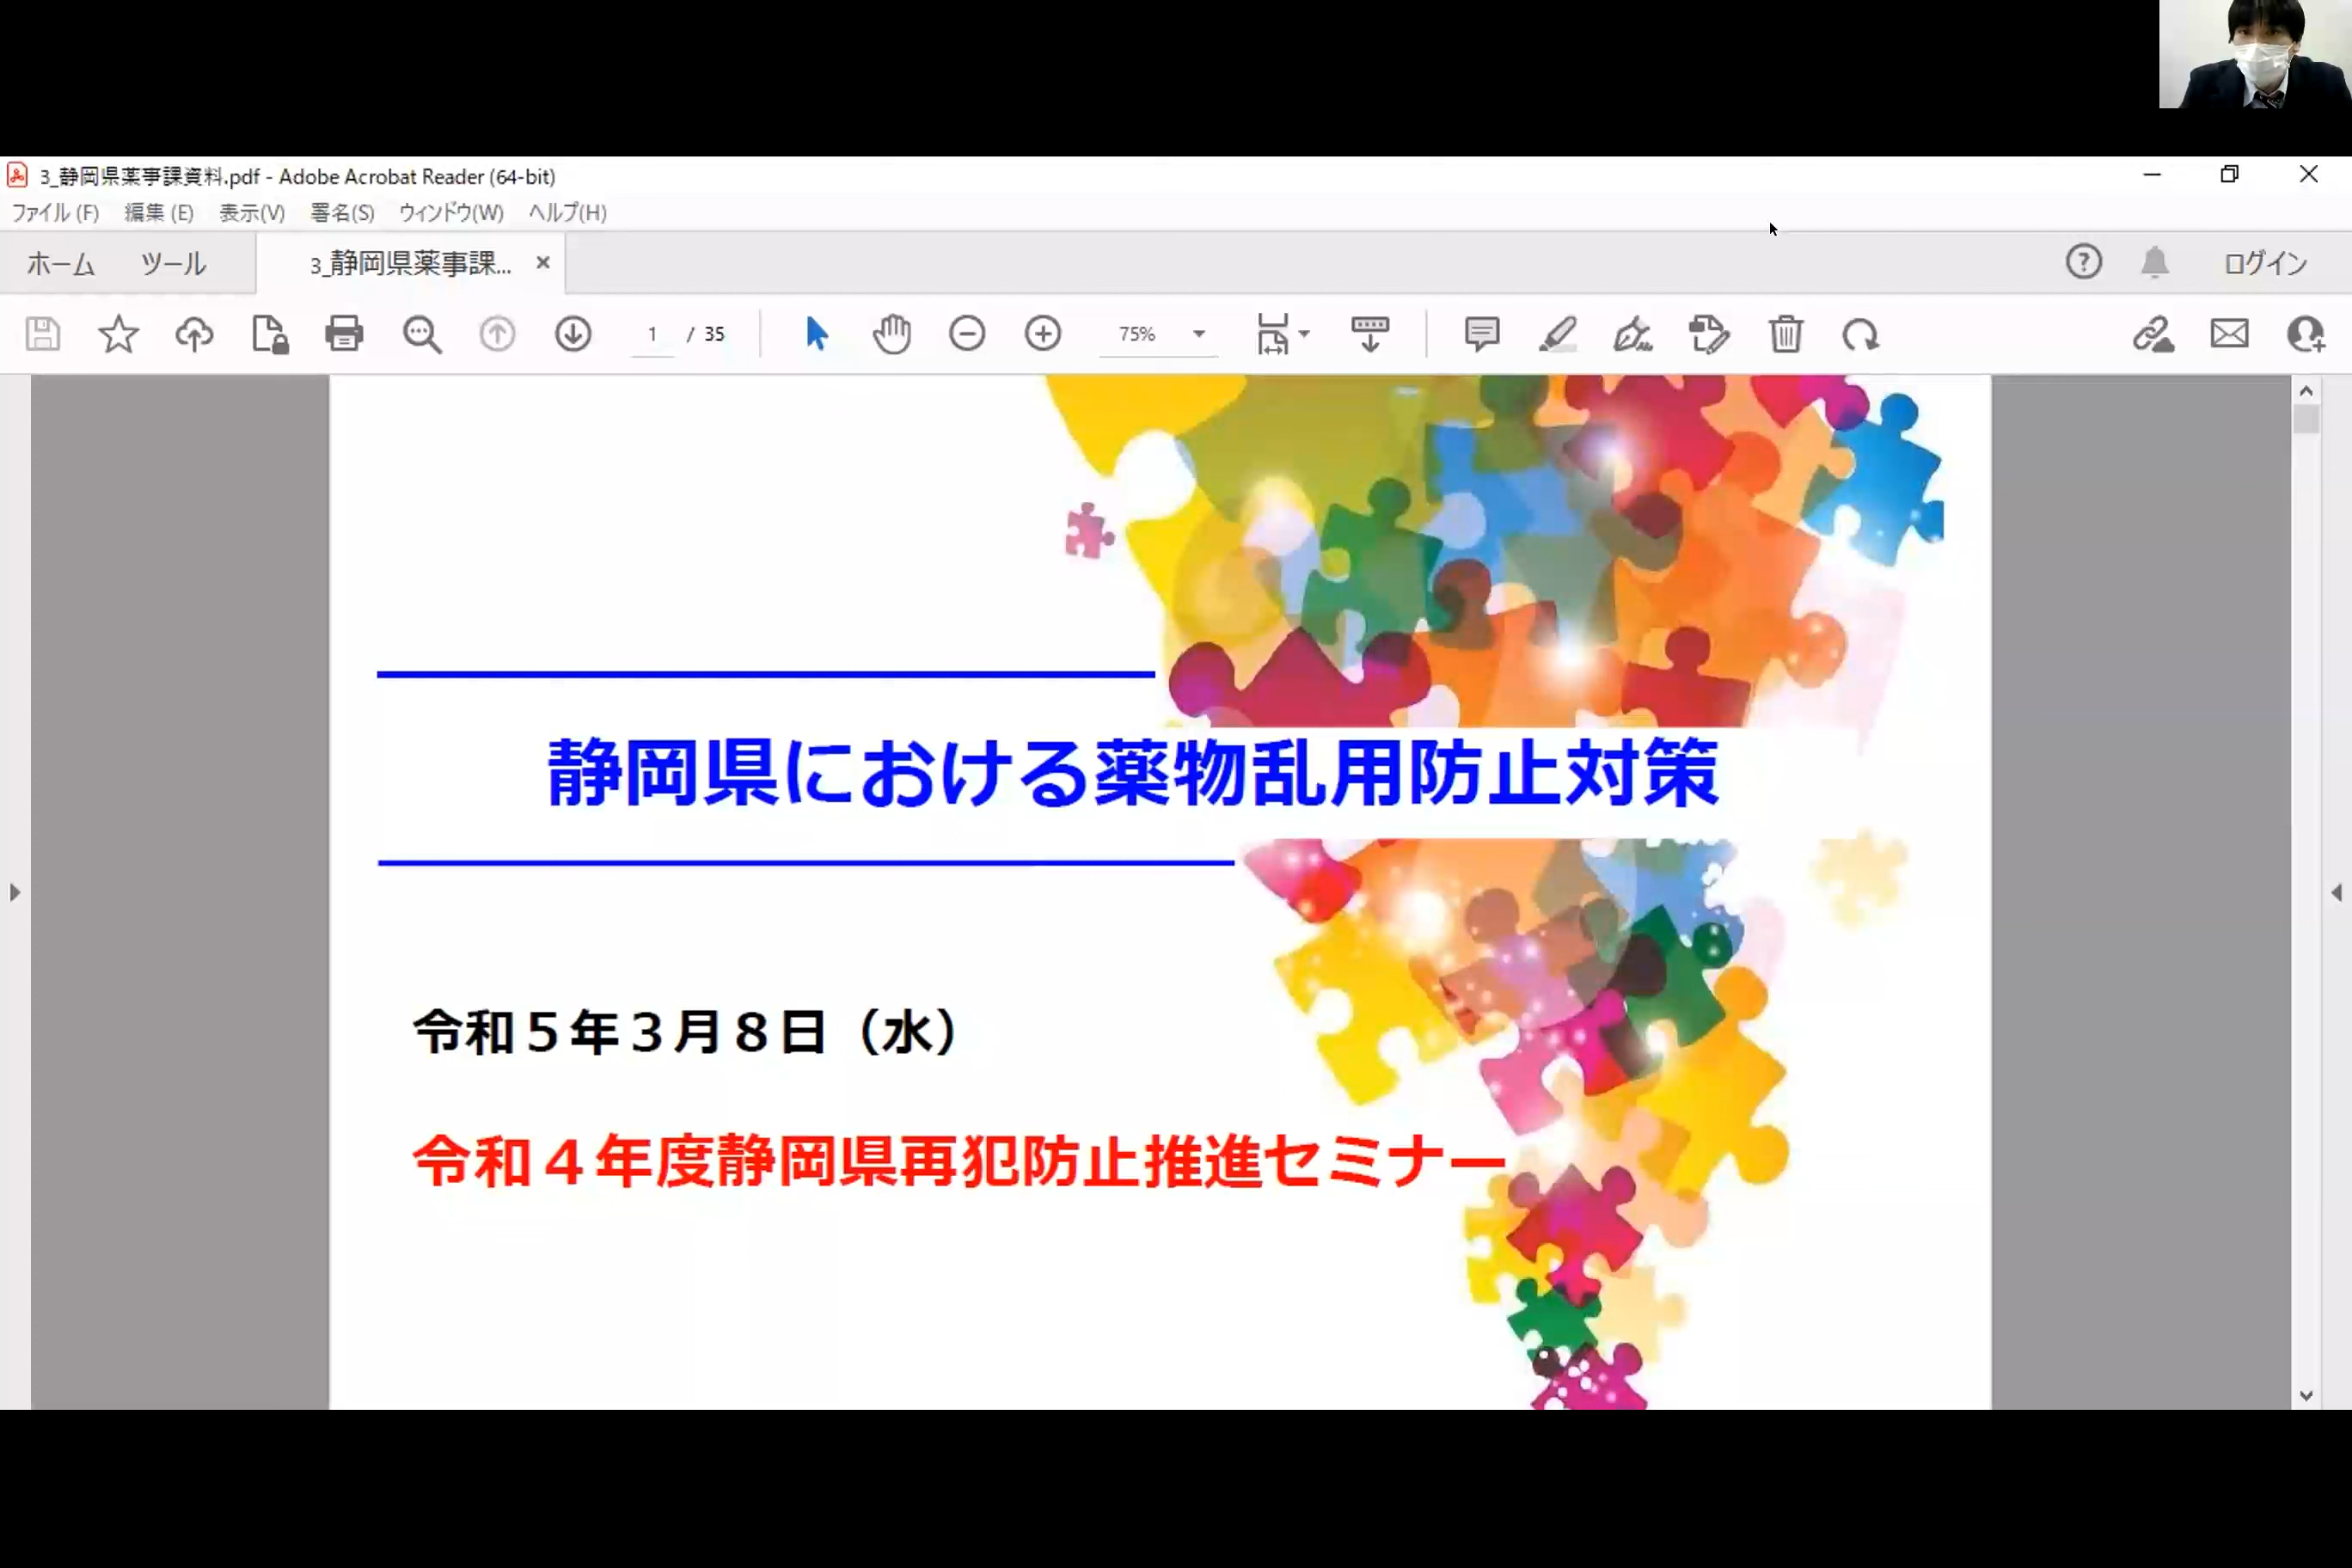 3_静岡県薬事課資料.pdf - Adobe Acrobat Reader (64-bit)
ファイル(F) 編集(E) 表示(V) 署名(S) ウィンドウ(W) ヘルプ(H)
ホーム ツール 3_静岡県薬事課... × ログイン
1 / 35 75%
静岡県における薬物乱用防止対策
令和５年３月８日（水）
令和４年度静岡県再犯防止推進セミナー